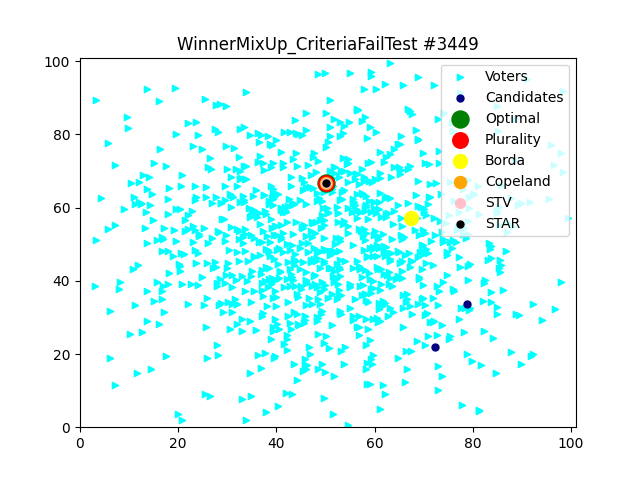 WinnerMixUp_CriteriaFailTest #3449
100
80
60
40
20
0
0 20 40 60 80 100
Voters
Candidates
Optimal
Plurality
Borda
Copeland
STV
STAR